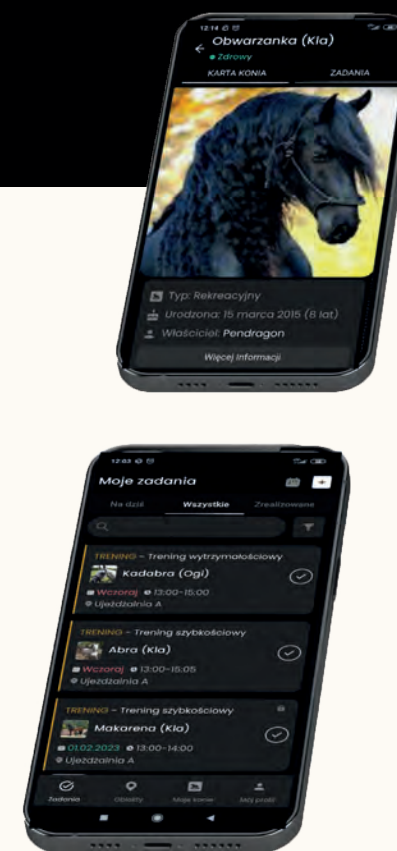 12:14
Obwarzanka (Kla)
Zdrowy
KARTA KONIA ZADANIA
Typ: Rekreacyjny
Urodzona: 15 marca 2015 (8 lat)
Właściciel: Pendragon
Więcej informacji
12:03
Moje zadania
Na dziś Wszystkie Zrealizowane
TRENING - Trening wytrzymałościowy
Kadabra (Ogi)
Wczoraj 13:00-15:00
Ujeżdżalnia A
TRENING - Trening szybkościowy
Abra (Kla)
Wczoraj 13:00-15:05
Ujeżdżalnia A
TRENING - Trening szybkościowy
Makarena (Kla)
01.02.2023 13:00-14:00
Ujeżdżalnia A
Zadania Obiekty Moje konie Mój profil